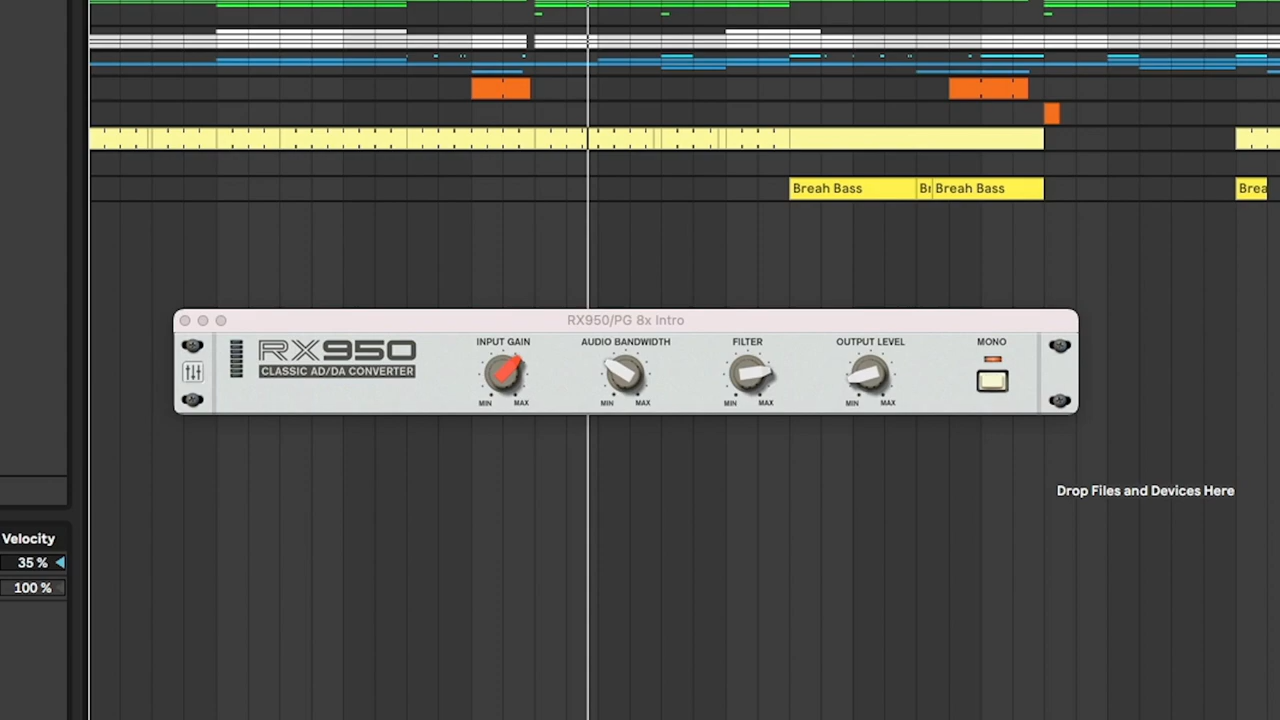 Breah Bass
Br
Breah Bass
Brea
RX950/PG 8x Intro
RX950
CLASSIC AD/DA CONVERTER
INPUT GAIN
MIN MAX
AUDIO BANDWIDTH
MIN MAX
FILTER
MIN MAX
OUTPUT LEVEL
MIN MAX
MONO
Drop Files and Devices Here
Velocity
35 %
100 %